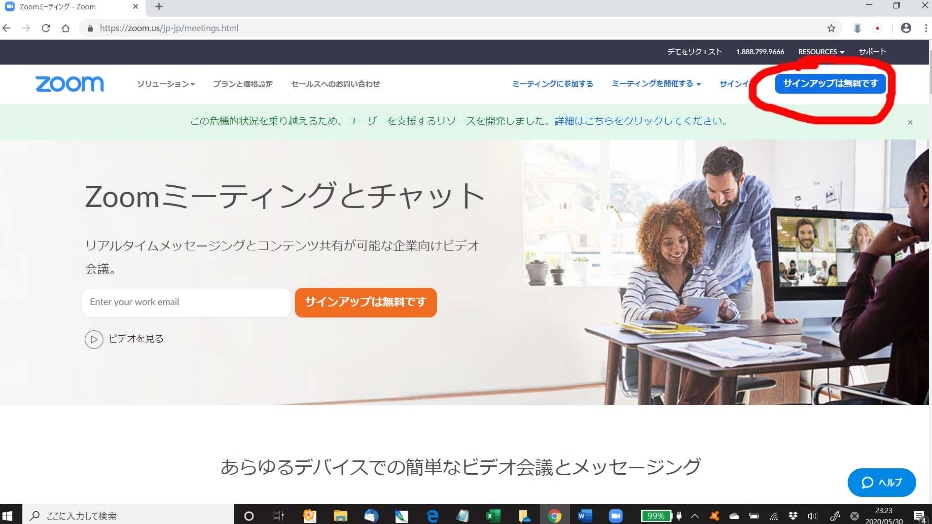 Zoomミーティング - Zoom
https://zoom.us/jp-jp/meetings.html
デモをリクエスト 1.888.799.9666 RESOURCES サポート
zoom ソリューション プランと価格設定 セールスへのお問い合わせ ミーティングに参加する ミーティングを開催する サインイ サインアップは無料です
この危機的状況を乗り越えるため、ユーザーを支援するリソースを開発しました。詳細はこちらをクリックしてください。
Zoomミーティングとチャット
リアルタイムメッセージングとコンテンツ共有が可能な企業向けビデオ
会議。
Enter your work email サインアップは無料です
ビデオを見る
あらゆるデバイスでの簡単なビデオ会議とメッセージング
ヘルプ
ここに入力して検索
99%
23:23
2020/05/30